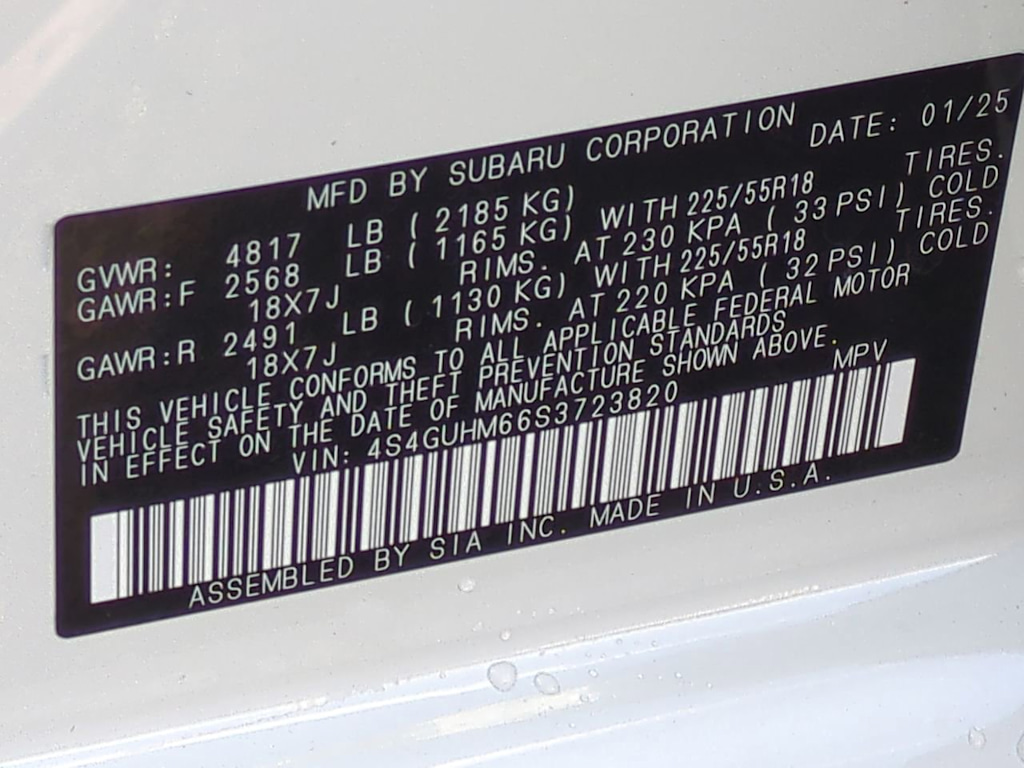 MFD BY SUBARU CORPORATION DATE: 01/25
GVWR: 4817 LB ( 2185 KG)
GAWR:F 2568 LB ( 1165 KG) WITH 225/55R18 TIRES.
18X7J RIMS. AT 230 KPA ( 33 PSI) COLD
GAWR:R 2491 LB ( 1130 KG) WITH 225/55R18 TIRES.
18X7J RIMS. AT 220 KPA ( 32 PSI) COLD
THIS VEHICLE CONFORMS TO ALL APPLICABLE FEDERAL MOTOR
VEHICLE SAFETY AND THEFT PREVENTION STANDARDS
IN EFFECT ON THE DATE OF MANUFACTURE SHOWN ABOVE.
VIN: 4S4GUHM66S3723820 MPV
ASSEMBLED BY SIA INC. MADE IN U.S.A.